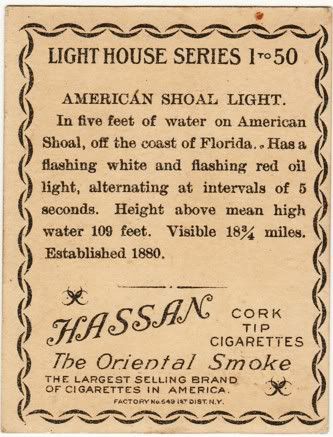 LIGHT HOUSE SERIES 1 TO 50
AMERICAN SHOAL LIGHT.
In five feet of water on American
Shoal, off the coast of Florida. Has a
flashing white and flashing red oil
light, alternating at intervals of 5
seconds. Height above mean high
water 109 feet. Visible 18¾ miles.
Established 1880.
HASSAN
CORK
TIP
CIGARETTES
The Oriental Smoke
THE LARGEST SELLING BRAND
OF CIGARETTES IN AMERICA.
FACTORY No. 649 1ST DIST. N.Y.